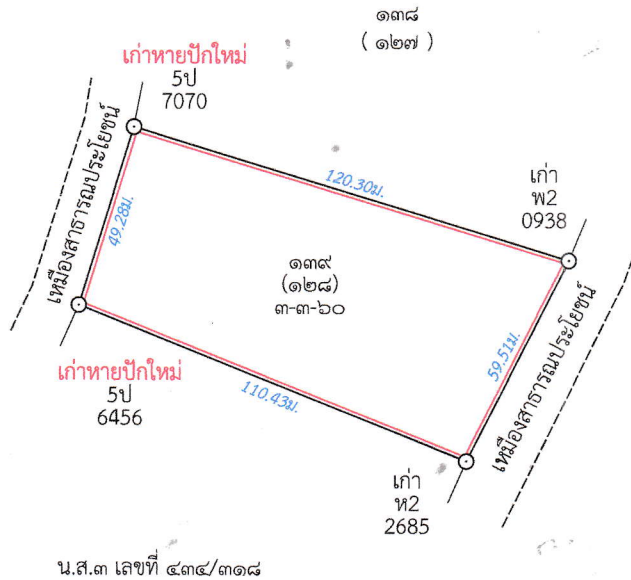 ๑๓๘
( ๑๒๗ )
เก่าหายปักใหม่
5ป
7070
เหมืองสาธารณประโยชน์
49.28ม.
120.30ม.
เก่า
พ2
0938
๑๓๙
(๑๒๘)
๓-๓-๖๐
59.51ม.
เหมืองสาธารณประโยชน์
เก่าหายปักใหม่
5ป
6456
110.43ม.
เก่า
ห2
2685
น.ส.๓ เลขที่ ๔๓๔/๓๑๘